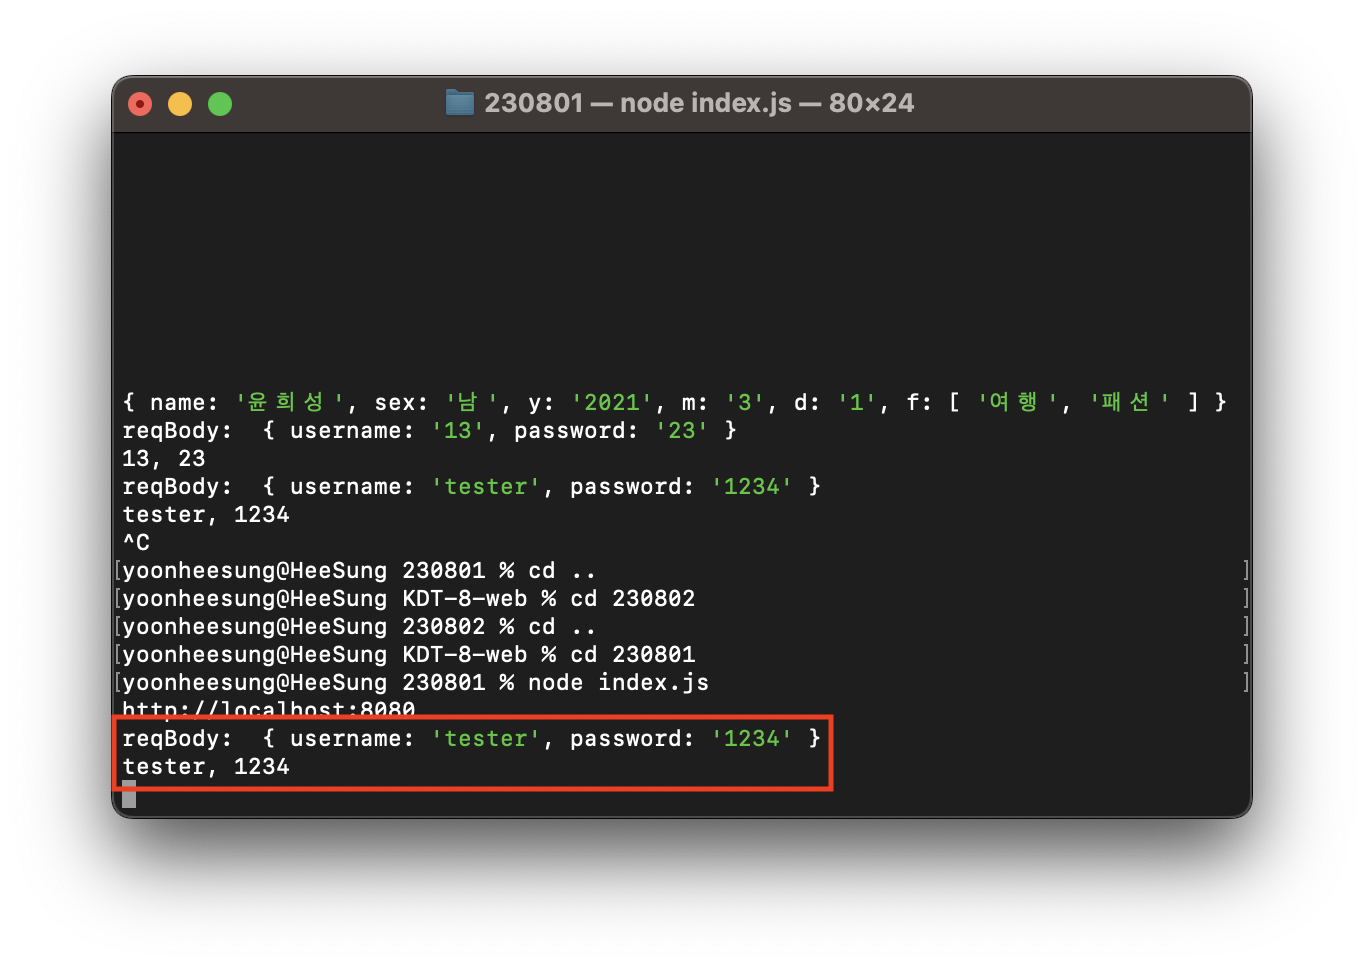 230801 — node index.js — 80×24
{ name: '윤희성', sex: '남', y: '2021', m: '3', d: '1', f: [ '여행', '패션' ] }
reqBody:  { username: '13', password: '23' }
13, 23
reqBody:  { username: 'tester', password: '1234' }
tester, 1234
^C
[yoonheesung@HeeSung 230801 % cd .. ]
[yoonheesung@HeeSung KDT-8-web % cd 230802 ]
[yoonheesung@HeeSung 230802 % cd .. ]
[yoonheesung@HeeSung KDT-8-web % cd 230801 ]
[yoonheesung@HeeSung 230801 % node index.js ]
http://localhost:8080
reqBody:  { username: 'tester', password: '1234' }
tester, 1234